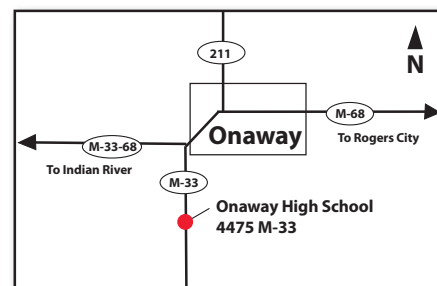 211
N
M-68
Onaway
To Rogers City
M-33-68
To Indian River
M-33
Onaway High School
4475 M-33